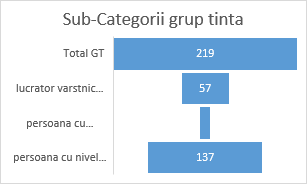 Sub-Categorii grup tinta
Total GT
219
lucrator varstnic...
57
persoana cu...
persoana cu nivel...
137